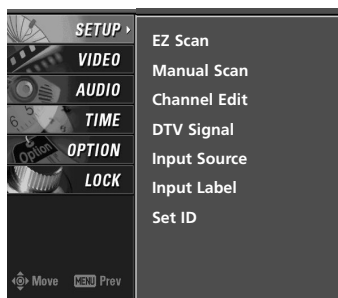 SETUP
VIDEO
AUDIO
TIME
OPTION
LOCK
Move MENU Prev
EZ Scan
Manual Scan
Channel Edit
DTV Signal
Input Source
Input Label
Set ID